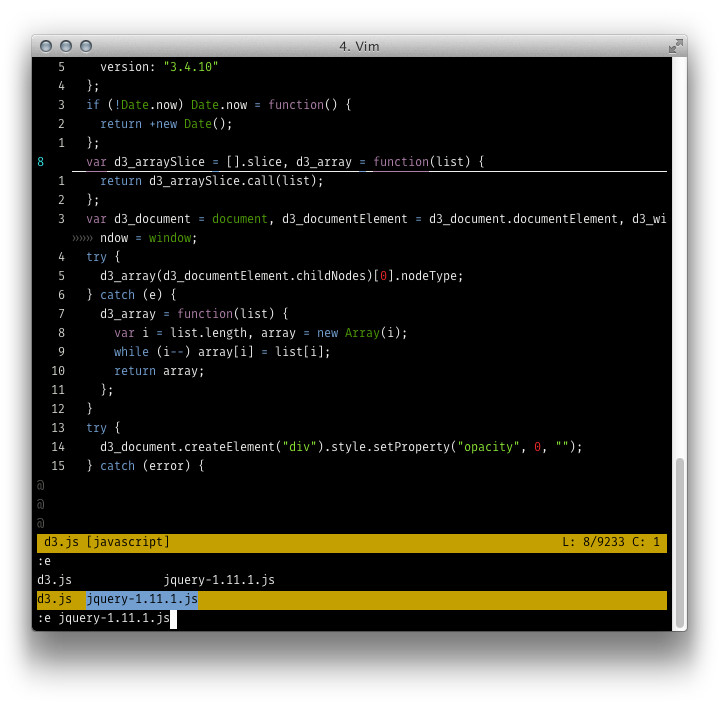 4. Vim
5 version: "3.4.10"
4 };
3 if (!Date.now) Date.now = function() {
2 return +new Date();
1 };
8 var d3_arraySlice = [].slice, d3_array = function(list) {
1 return d3_arraySlice.call(list);
2 };
3 var d3_document = document, d3_documentElement = d3_document.documentElement, d3_wi
»»» ndow = window;
4 try {
5 d3_array(d3_documentElement.childNodes)[0].nodeType;
6 } catch (e) {
7 d3_array = function(list) {
8 var i = list.length, array = new Array(i);
9 while (i--) array[i] = list[i];
10 return array;
11 };
12 }
13 try {
14 d3_document.createElement("div").style.setProperty("opacity", 0, "");
15 } catch (error) {
@
@
@
d3.js [javascript] L: 8/9233 C: 1
:e
d3.js jquery-1.11.1.js
d3.js jquery-1.11.1.js
:e jquery-1.11.1.js